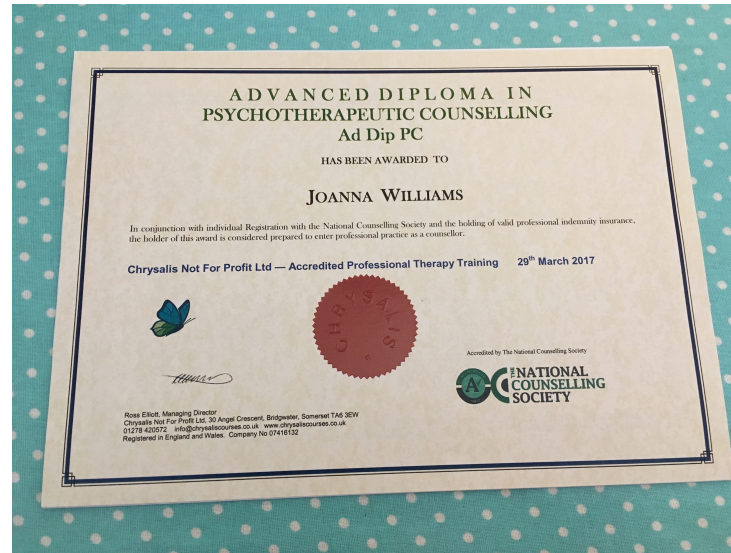 ADVANCED DIPLOMA IN
PSYCHOTHERAPEUTIC COUNSELLING
Ad Dip PC
HAS BEEN AWARDED TO
JOANNA WILLIAMS
In conjunction with individual Registration with the National Counselling Society and the holding of valid professional indemnity insurance,
the holder of this award is considered prepared to enter professional practice as a counsellor.
Chrysalis Not For Profit Ltd — Accredited Professional Therapy Training 29th March 2017
CHRYSALIS
Accredited by The National Counselling Society
THE NATIONAL
COUNSELLING
SOCIETY
Ross Elliott, Managing Director
Chrysalis Not For Profit Ltd, 30 Angel Crescent, Bridgwater, Somerset TA6 3EW
01278 420572 info@chrysaliscourses.co.uk www.chrysaliscourses.co.uk
Registered in England and Wales. Company No 07416132